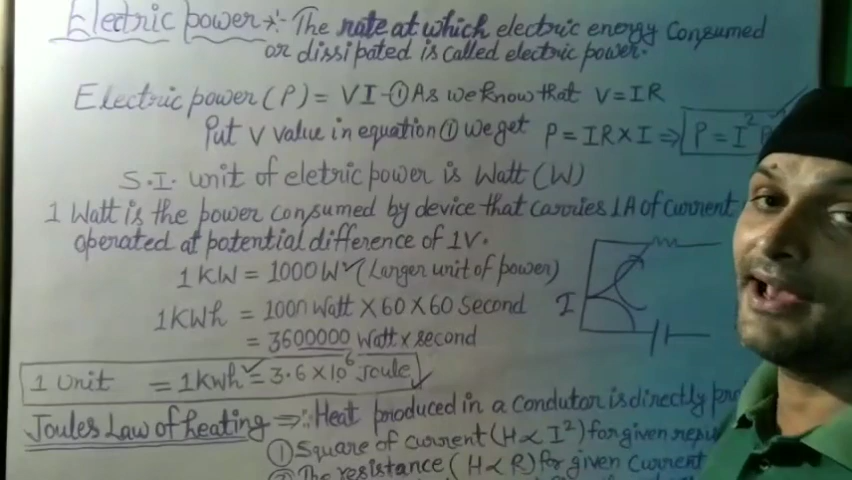 Electric power :- The rate at which electric energy consumed
or dissipated is called electric power.
Electric power (P) = VI - ① As we know that V = IR
Put V value in equation ① we get P = IR × I ⇒ P = I²R
S.I. unit of eletric power is Watt (W)
1 Watt is the power consumed by device that carries 1A of current
operated at potential difference of 1V.
1 KW = 1000 W ✓ (Larger unit of power)
1 KWh = 1000 Watt × 60 × 60 Second
I
= 3600000 Watt × second
1 Unit = 1 kwh = 3.6 × 10⁶ Joule
Joules Law of heating ⇒ :- Heat produced in a condutor is directly
① Square of current (H ∝ I²) for given
② The resistance (H ∝ R) for given current